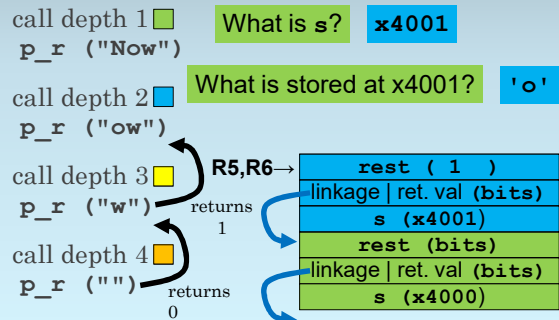 call depth 1
p_r ("Now")
What is s?
x4001
call depth 2
p_r ("ow")
What is stored at x4001?
'o'
call depth 3
p_r ("w")
returns
1
call depth 4
p_r ("")
returns
0
R5,R6→
rest ( 1 )
linkage | ret. val (bits)
s (x4001)
rest (bits)
linkage | ret. val (bits)
s (x4000)